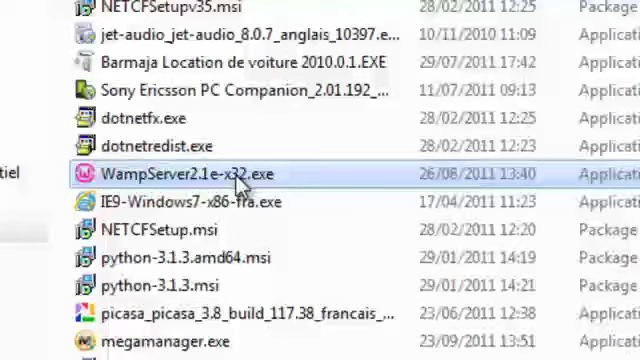 NETCFSetupv35.msi 28/02/2011 12:25 Package
jet-audio_jet-audio_8.0.7_anglais_10397.e... 10/11/2010 11:09 Applicati
Barmaja Location de voiture 2010.0.1.EXE 29/07/2011 17:42 Applicati
Sony Ericsson PC Companion_2.01.192_... 11/07/2011 09:13 Applicati
dotnetfx.exe 28/02/2011 12:25 Applicati
dotnetredist.exe 28/02/2011 12:23 Applicati
tiel WampServer2.1e-x32.exe 26/08/2011 13:40 Applicati
IE9-Windows7-x86-fra.exe 17/04/2011 11:23 Applicati
NETCFSetup.msi 28/02/2011 12:20 Package
python-3.1.3.amd64.msi 29/01/2011 14:19 Package
python-3.1.3.msi 29/01/2011 14:21 Package
picasa_picasa_3.8_build_117.38_francais_... 23/06/2011 12:38 Applicati
megamanager.exe 23/09/2011 13:51 Applicati